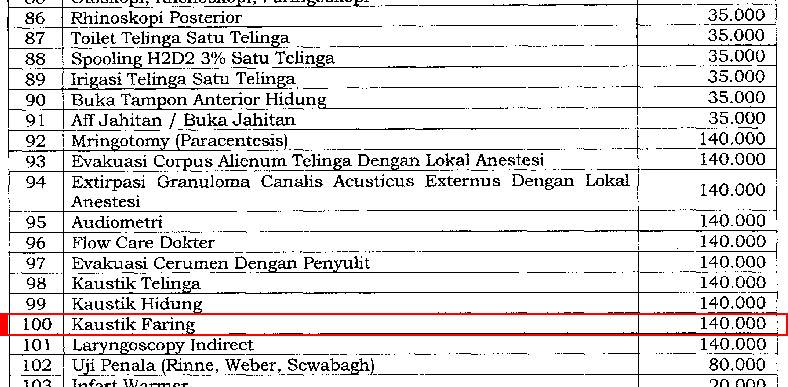 86 Rhinoskopi Posterior 35.000
87 Toilet Telinga Satu Telinga 35.000
88 Spooling H2D2 3% Satu Telinga 35.000
89 Irigasi Telinga Satu Telinga 35.000
90 Buka Tampon Anterior Hidung 35.000
91 Aff Jahitan / Buka Jahitan 35.000
92 Mringotomy (Paracentesis) 140.000
93 Evakuasi Corpus Alienum Telinga Dengan Lokal Anestesi 140.000
94 Extirpasi Granuloma Canalis Acusticus Externus Dengan Lokal
Anestesi 140.000
95 Audiometri 140.000
96 Flow Care Dokter 140.000
97 Evakuasi Cerumen Dengan Penyulit 140.000
98 Kaustik Telinga 140.000
99 Kaustik Hidung 140.000
100 Kaustik Faring 140.000
101 Laryngoscopy Indirect 140.000
102 Uji Penala (Rinne, Weber, Scwabagh) 80.000
103 Infart Warmer 20.000